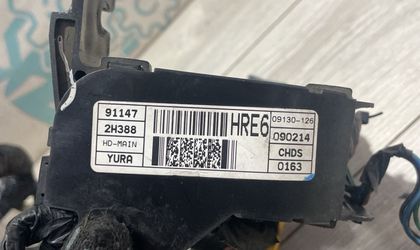 91147
2H388
HD-MAIN
YURA
HRE6
09130-126
090214
CHDS
0163